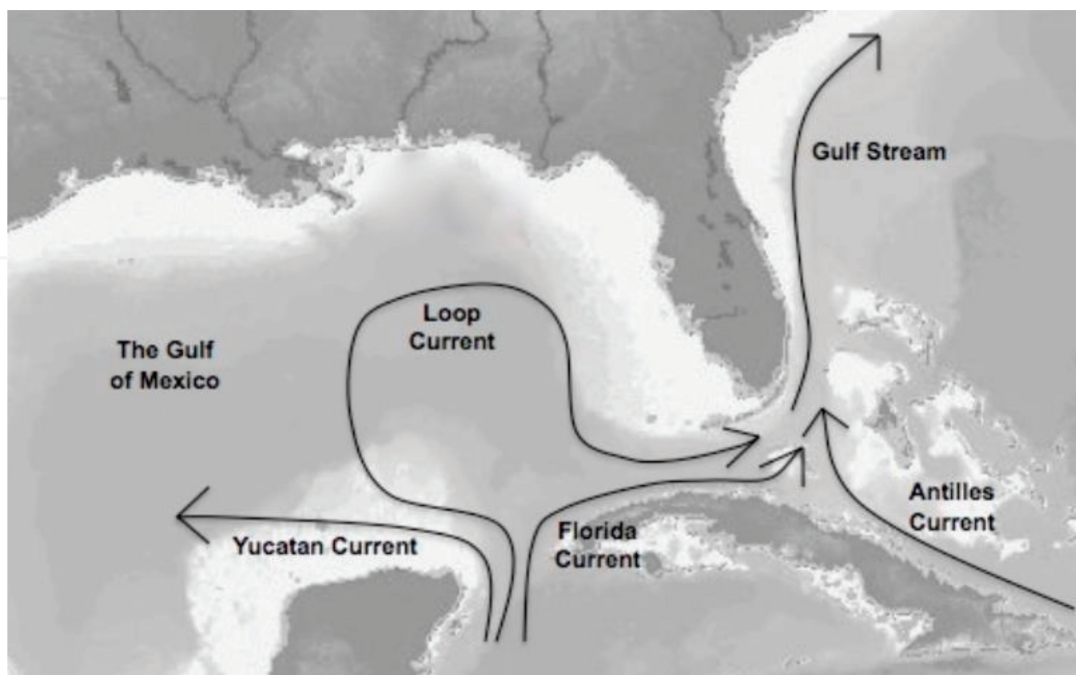 Gulf Stream
Loop
Current
The Gulf
of Mexico
Antilles
Current
Florida
Current
Yucatan Current